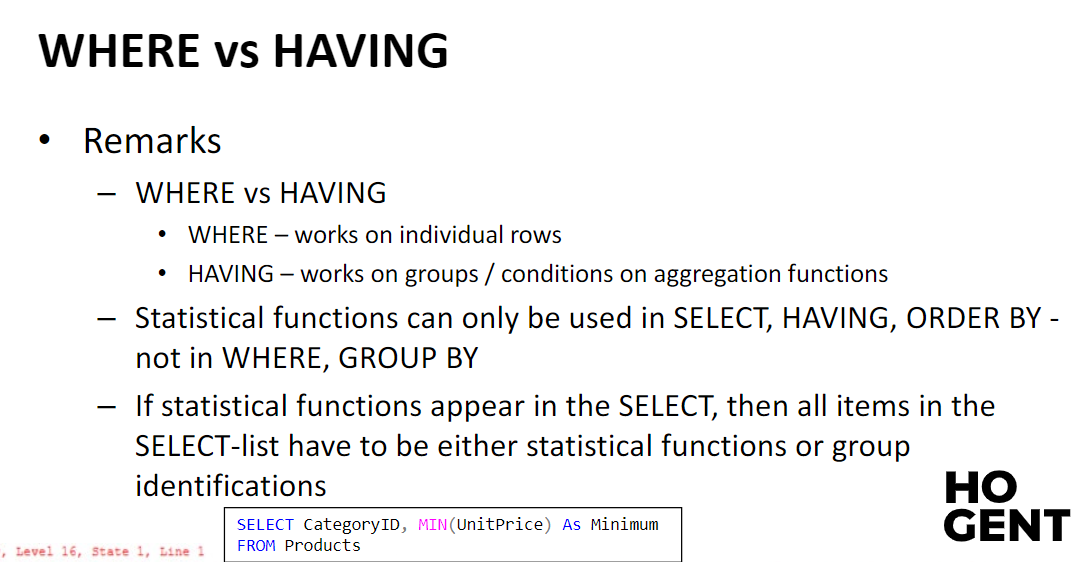 WHERE vs HAVING
• Remarks
– WHERE vs HAVING
• WHERE – works on individual rows
• HAVING – works on groups / conditions on aggregation functions
– Statistical functions can only be used in SELECT, HAVING, ORDER BY -
not in WHERE, GROUP BY
– If statistical functions appear in the SELECT, then all items in the
SELECT-list have to be either statistical functions or group
identifications
HO
GENT
SELECT CategoryID, MIN(UnitPrice) As Minimum
FROM Products
, Level 16, State 1, Line 1